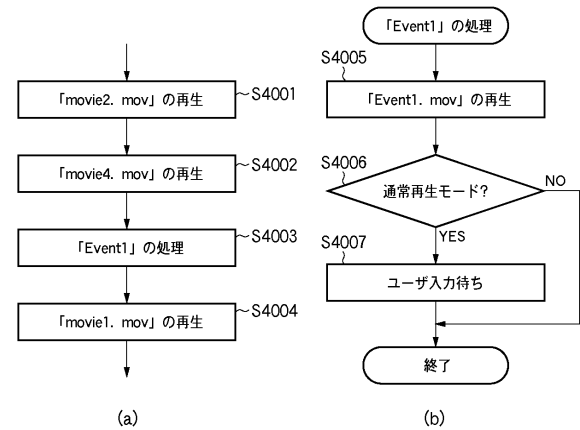 「movie2. mov」の再生
S4001
「movie4. mov」の再生
S4002
「Event1」の処理
S4003
「movie1. mov」の再生
S4004
(a)
「Event1」の処理
S4005
「Event1. mov」の再生
S4006
通常再生モード?
NO
YES
S4007
ユーザ入力待ち
終了
(b)